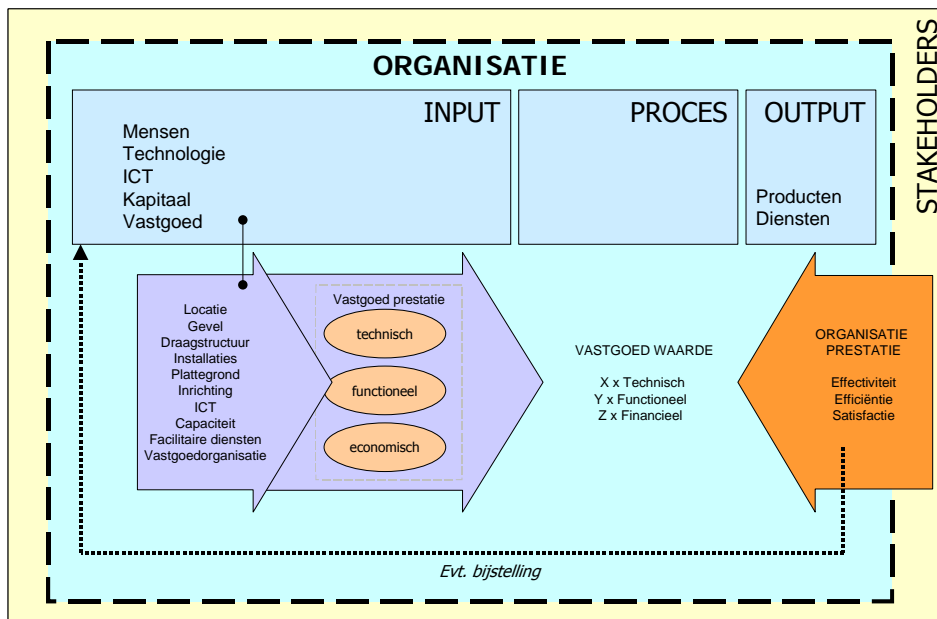 STAKEHOLDERS
ORGANISATIE
INPUT
Mensen
Technologie
ICT
Kapitaal
Vastgoed
PROCES
OUTPUT
Producten
Diensten
Locatie
Gevel
Draagstructuur
Installaties
Plattegrond
Inrichting
ICT
Capaciteit
Facilitaire diensten
Vastgoedorganisatie
Vastgoed prestatie
technisch
functioneel
economisch
VASTGOED WAARDE
X x Technisch
Y x Functioneel
Z x Financieel
ORGANISATIE
PRESTATIE
Effectiviteit
Efficiëntie
Satisfactie
Evt. bijstelling